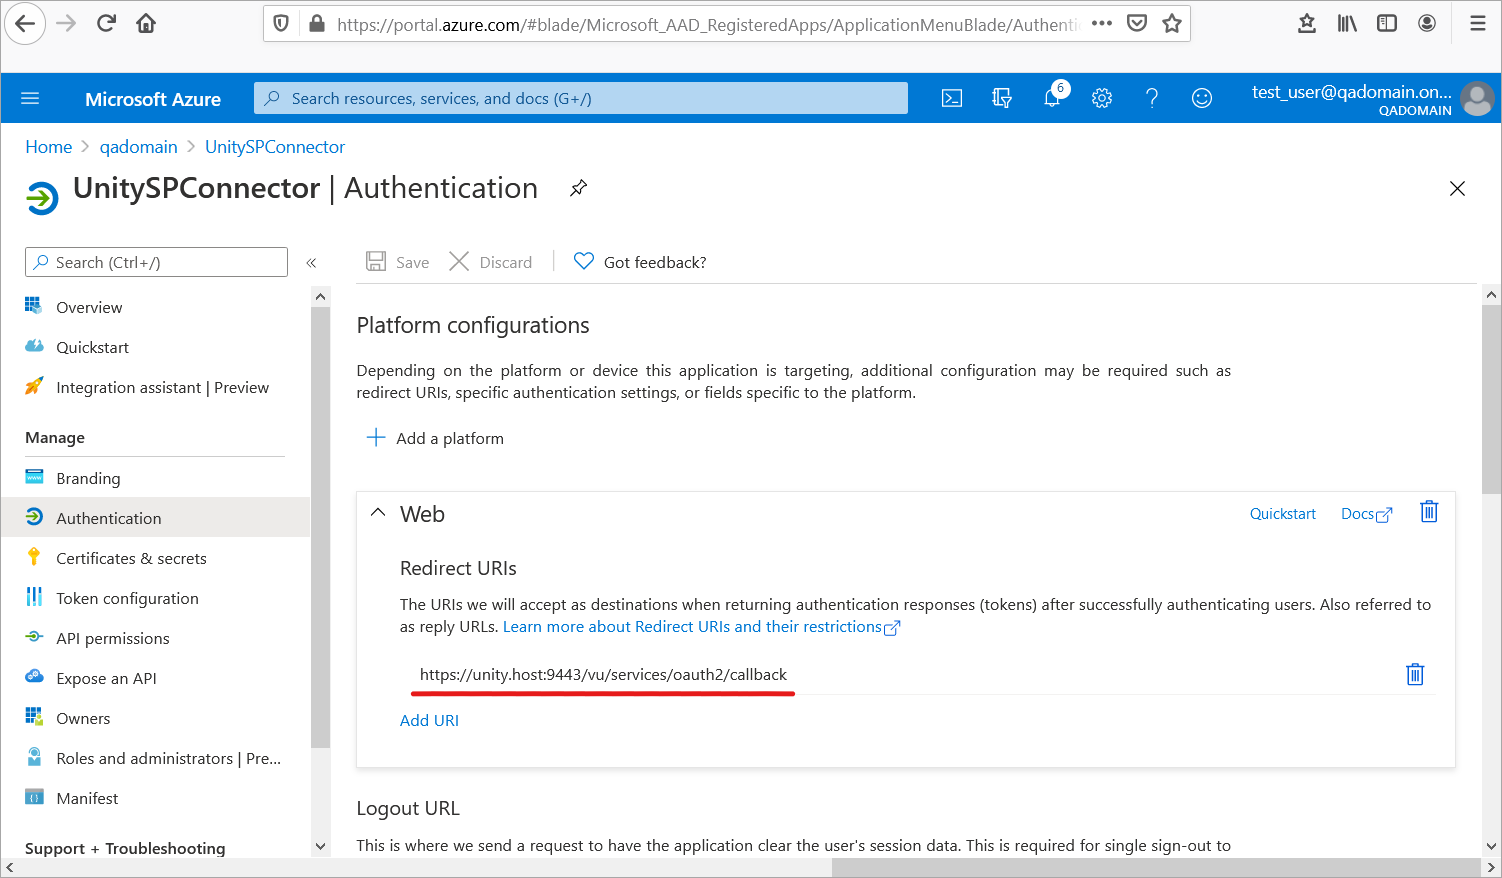 https://portal.azure.com/#blade/Microsoft_AAD_RegisteredApps/ApplicationMenuBlade/Authenti
Microsoft Azure
Search resources, services, and docs (G+/)
6
test_user@qadomain.on...
QADOMAIN
Home > qadomain > UnitySPConnector
UnitySPConnector | Authentication
Search (Ctrl+/)
«
Save
Discard
Got feedback?
Overview
Quickstart
Integration assistant | Preview
Manage
Branding
Authentication
Certificates & secrets
Token configuration
API permissions
Expose an API
Owners
Roles and administrators | Pre...
Manifest
Support + Troubleshooting
Platform configurations
Depending on the platform or device this application is targeting, additional configuration may be required such as
redirect URIs, specific authentication settings, or fields specific to the platform.
Add a platform
Web
Quickstart
Docs
Redirect URIs
The URIs we will accept as destinations when returning authentication responses (tokens) after successfully authenticating users. Also referred to
as reply URLs. Learn more about Redirect URIs and their restrictions
https://unity.host:9443/vu/services/oauth2/callback
Add URI
Logout URL
This is where we send a request to have the application clear the user's session data. This is required for single sign-out to